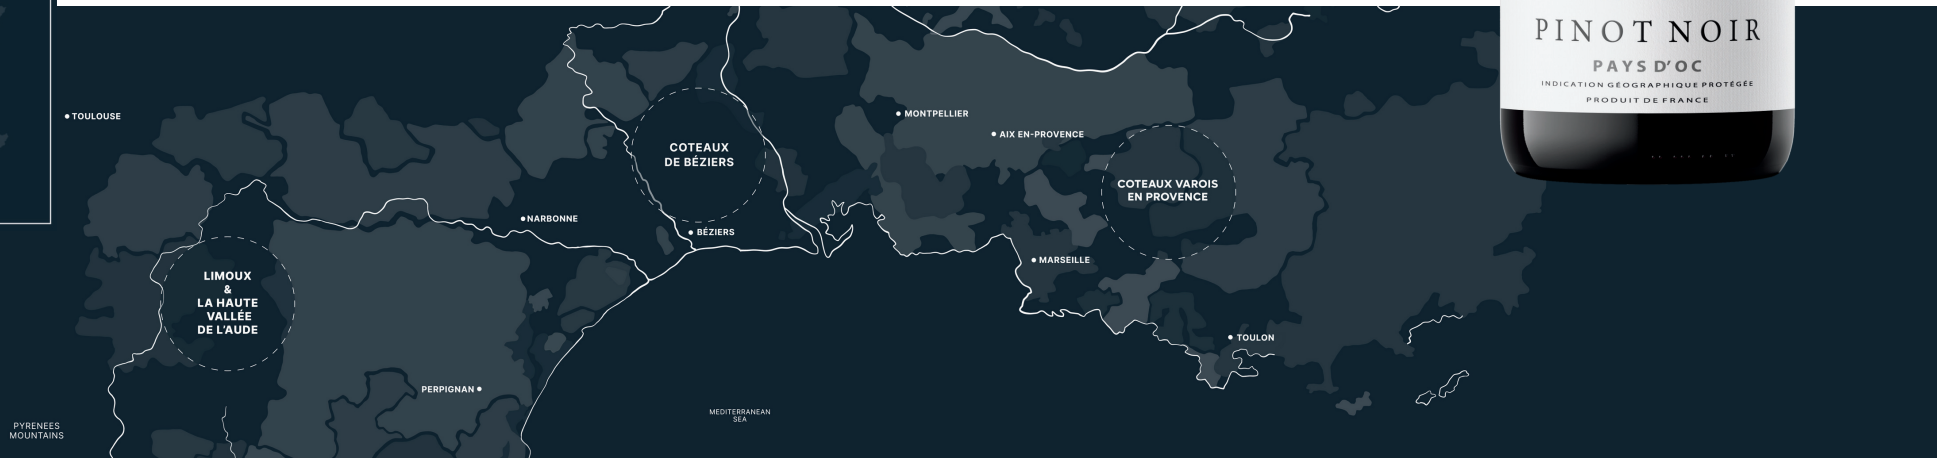 PINOT NOIR
PAYS D'OC
INDICATION GÉOGRAPHIQUE PROTÉGÉE
PRODUIT DE FRANCE
TOULOUSE
MONTPELLIER
AIX EN-PROVENCE
COTEAUX
DE BÉZIERS
COTEAUX VAROIS
EN PROVENCE
NARBONNE
BÉZIERS
MARSEILLE
LIMOUX
&
LA HAUTE
VALLÉE
DE L'AUDE
TOULON
PERPIGNAN
MEDITERRANEAN
SEA
PYRENEES
MOUNTAINS